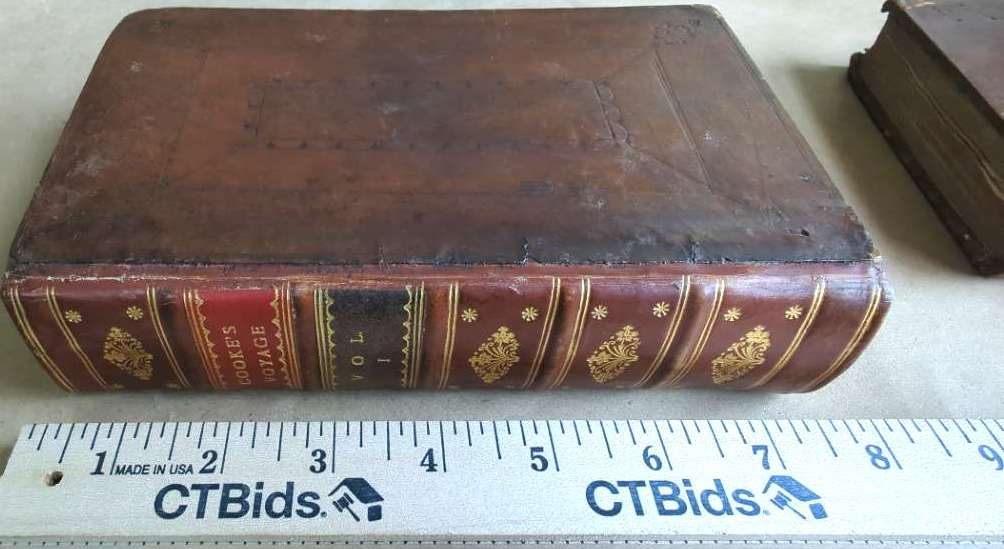 COOKE'S
VOYAGE
VOL
I
1 MADE IN USA 2 3 4 5 6 7 8 9
CTBids. CTBids.